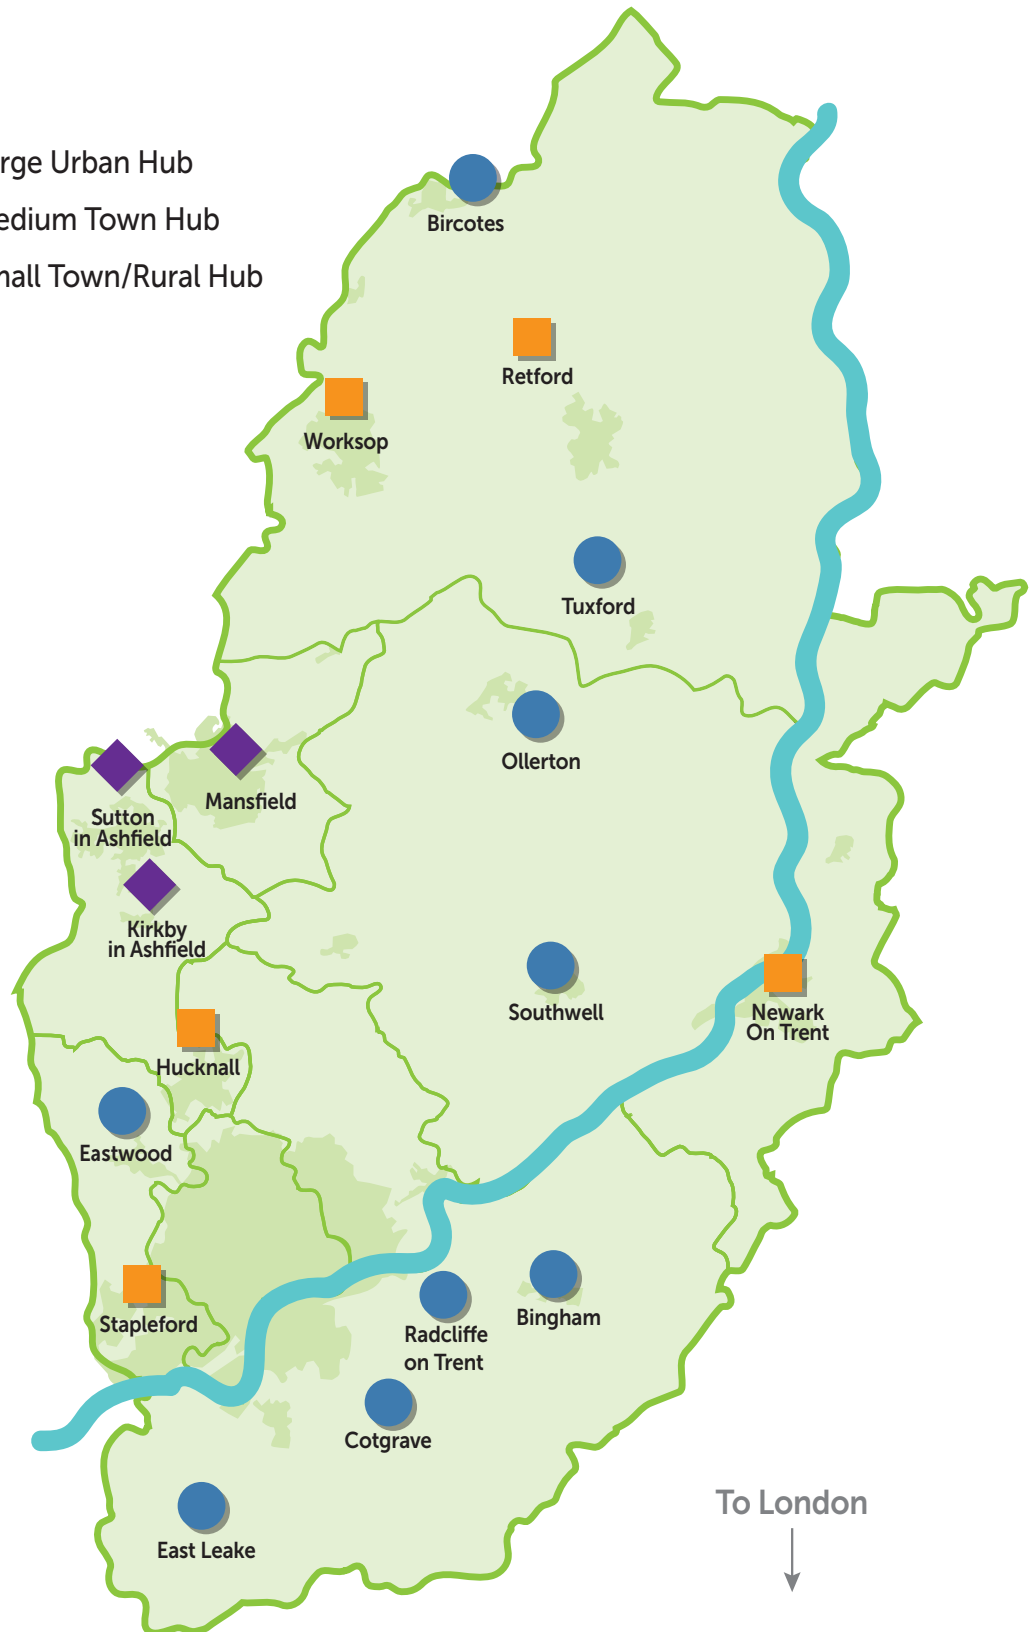 rge Urban Hub
edium Town Hub
mall Town/Rural Hub
Bircotes
Retford
Worksop
Tuxford
Ollerton
Mansfield
Sutton
in Ashfield
Kirkby
in Ashfield
Southwell
Newark
On Trent
Hucknall
Eastwood
Stapleford
Radcliffe
on Trent
Bingham
Cotgrave
East Leake
To London